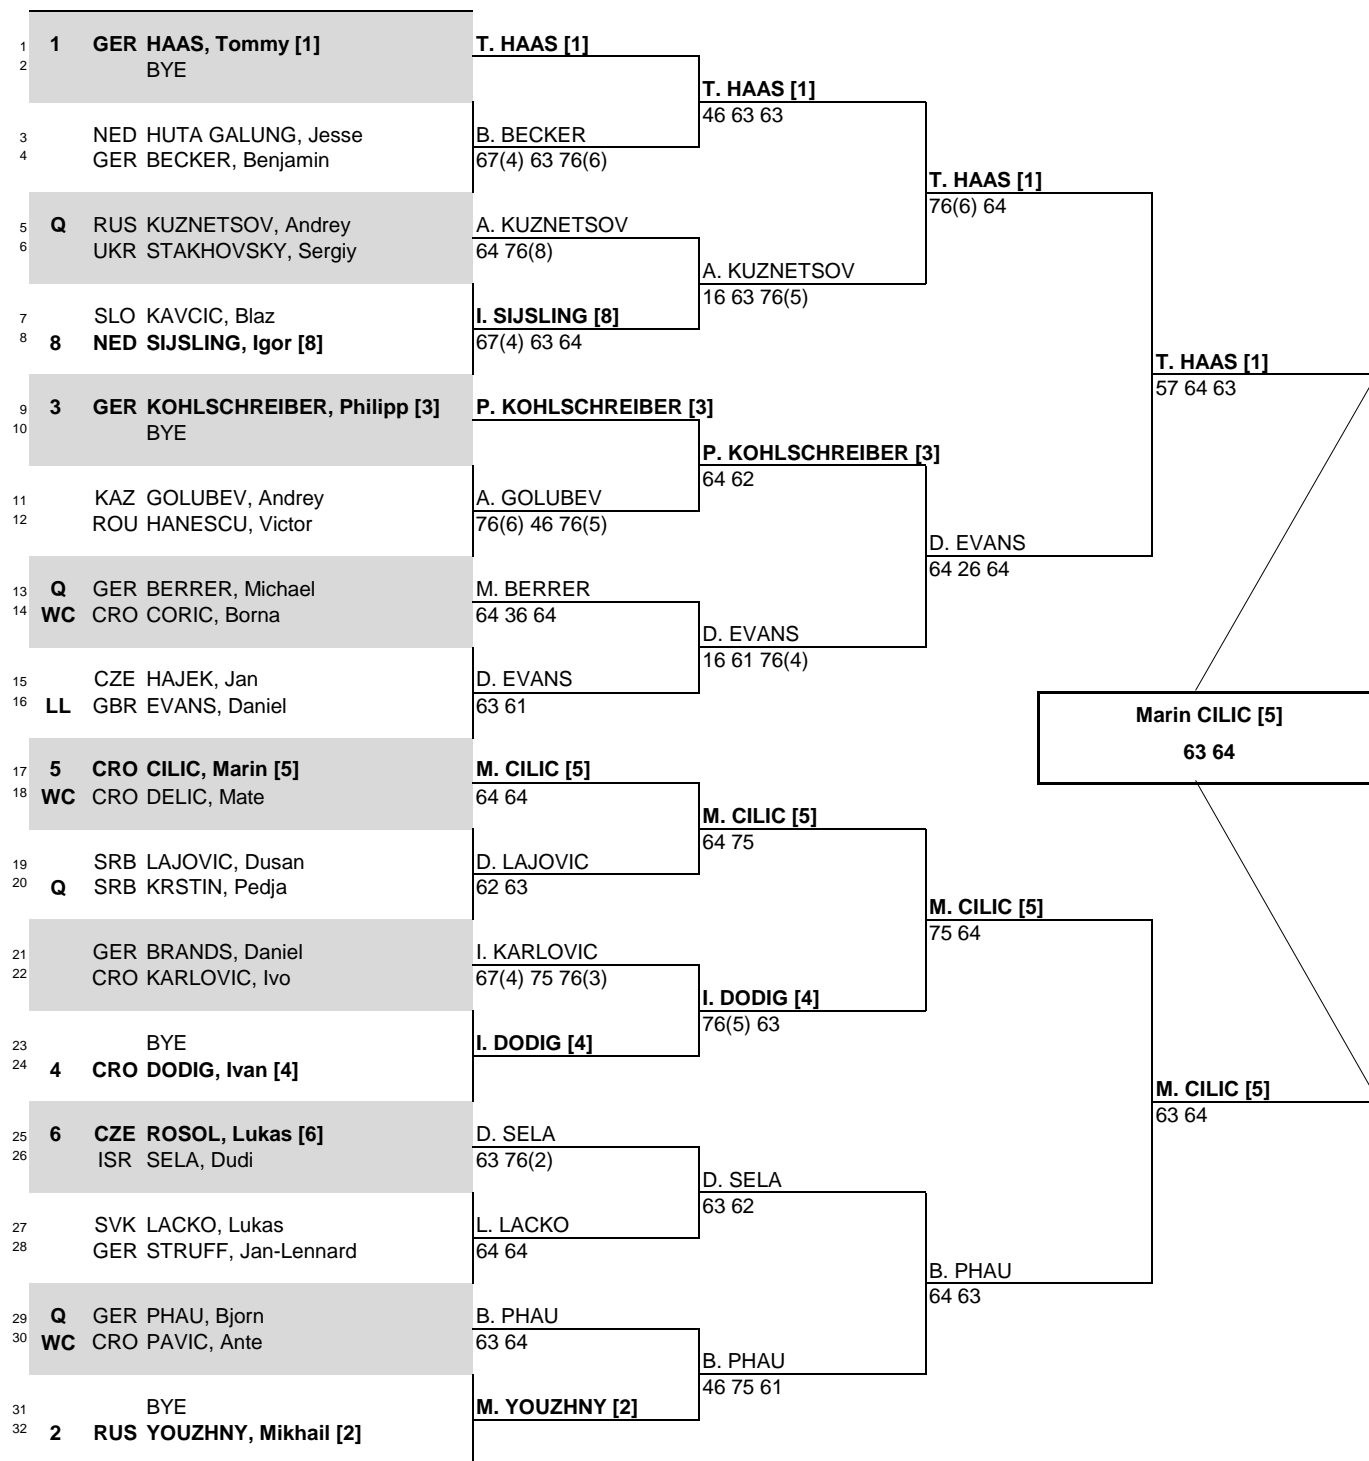 1 1 GER HAAS, Tommy [1] T. HAAS [1]
2 BYE
T. HAAS [1]
46 63 63
3 NED HUTA GALUNG, Jesse B. BECKER
4 GER BECKER, Benjamin 67(4) 63 76(6)
T. HAAS [1]
76(6) 64
5 Q RUS KUZNETSOV, Andrey A. KUZNETSOV
6 UKR STAKHOVSKY, Sergiy 64 76(8)
A. KUZNETSOV
16 63 76(5)
7 SLO KAVCIC, Blaz I. SIJSLING [8]
8 8 NED SIJSLING, Igor [8] 67(4) 63 64
T. HAAS [1]
57 64 63
9 3 GER KOHLSCHREIBER, Philipp [3] P. KOHLSCHREIBER [3]
10 BYE
P. KOHLSCHREIBER [3]
64 62
11 KAZ GOLUBEV, Andrey A. GOLUBEV
12 ROU HANESCU, Victor 76(6) 46 76(5)
D. EVANS
64 26 64
13 Q GER BERRER, Michael M. BERRER
14 WC CRO CORIC, Borna 64 36 64
D. EVANS
16 61 76(4)
15 CZE HAJEK, Jan D. EVANS
16 LL GBR EVANS, Daniel 63 61
Marin CILIC [5]
63 64
17 5 CRO CILIC, Marin [5] M. CILIC [5]
18 WC CRO DELIC, Mate 64 64
M. CILIC [5]
64 75
19 SRB LAJOVIC, Dusan D. LAJOVIC
20 Q SRB KRSTIN, Pedja 62 63
M. CILIC [5]
75 64
21 GER BRANDS, Daniel I. KARLOVIC
22 CRO KARLOVIC, Ivo 67(4) 75 76(3)
I. DODIG [4]
76(5) 63
23 BYE I. DODIG [4]
24 4 CRO DODIG, Ivan [4]
M. CILIC [5]
63 64
25 6 CZE ROSOL, Lukas [6] D. SELA
26 ISR SELA, Dudi 63 76(2)
D. SELA
63 62
27 SVK LACKO, Lukas L. LACKO
28 GER STRUFF, Jan-Lennard 64 64
B. PHAU
64 63
29 Q GER PHAU, Bjorn B. PHAU
30 WC CRO PAVIC, Ante 63 64
B. PHAU
46 75 61
31 BYE M. YOUZHNY [2]
32 2 RUS YOUZHNY, Mikhail [2]